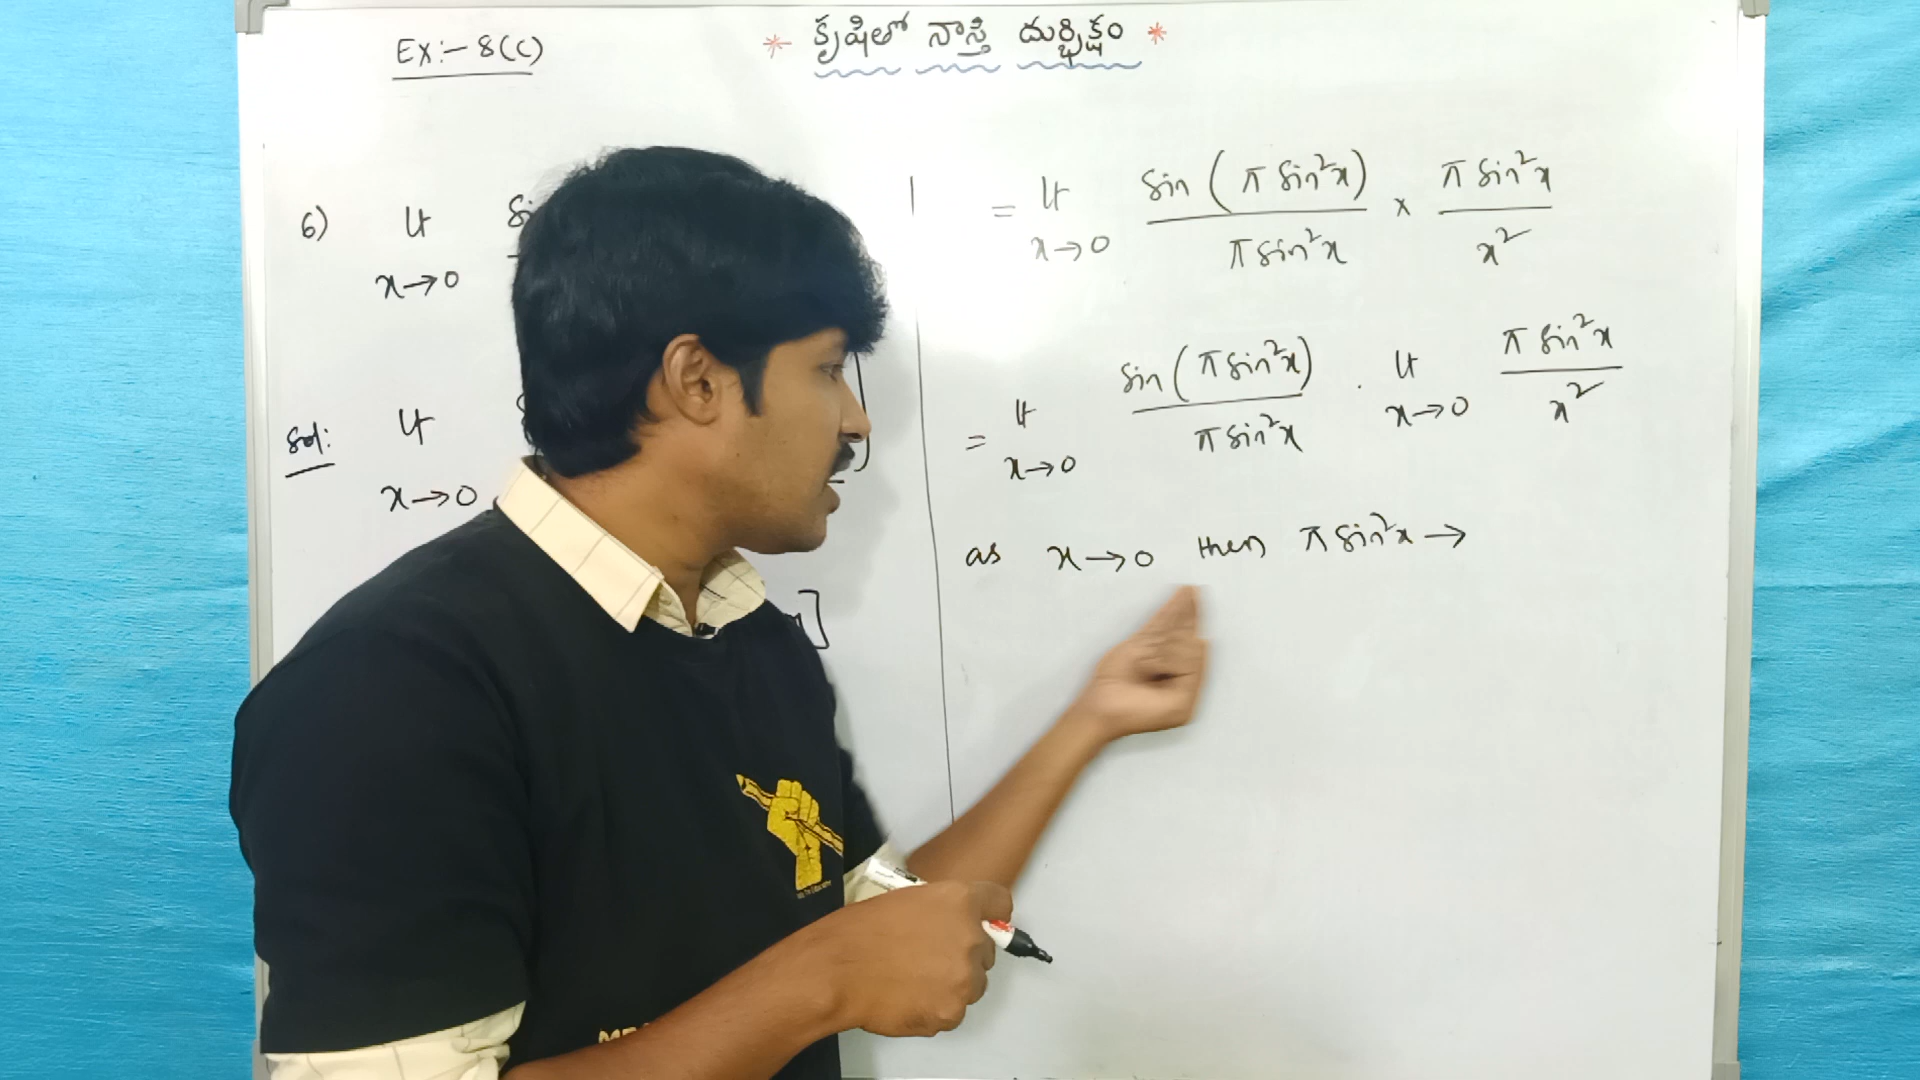 Ex:- 8(c)
* కృషితో నాస్తి దుర్భిక్షం *
6) Lt x→0
Sol: Lt x→0
= Lt x→0 sin(π sin²x) / π sin²x × π sin²x / x²
= Lt x→0 sin(π sin²x) / π sin²x . Lt x→0 π sin²x / x²
as x→0 then π sin²x →